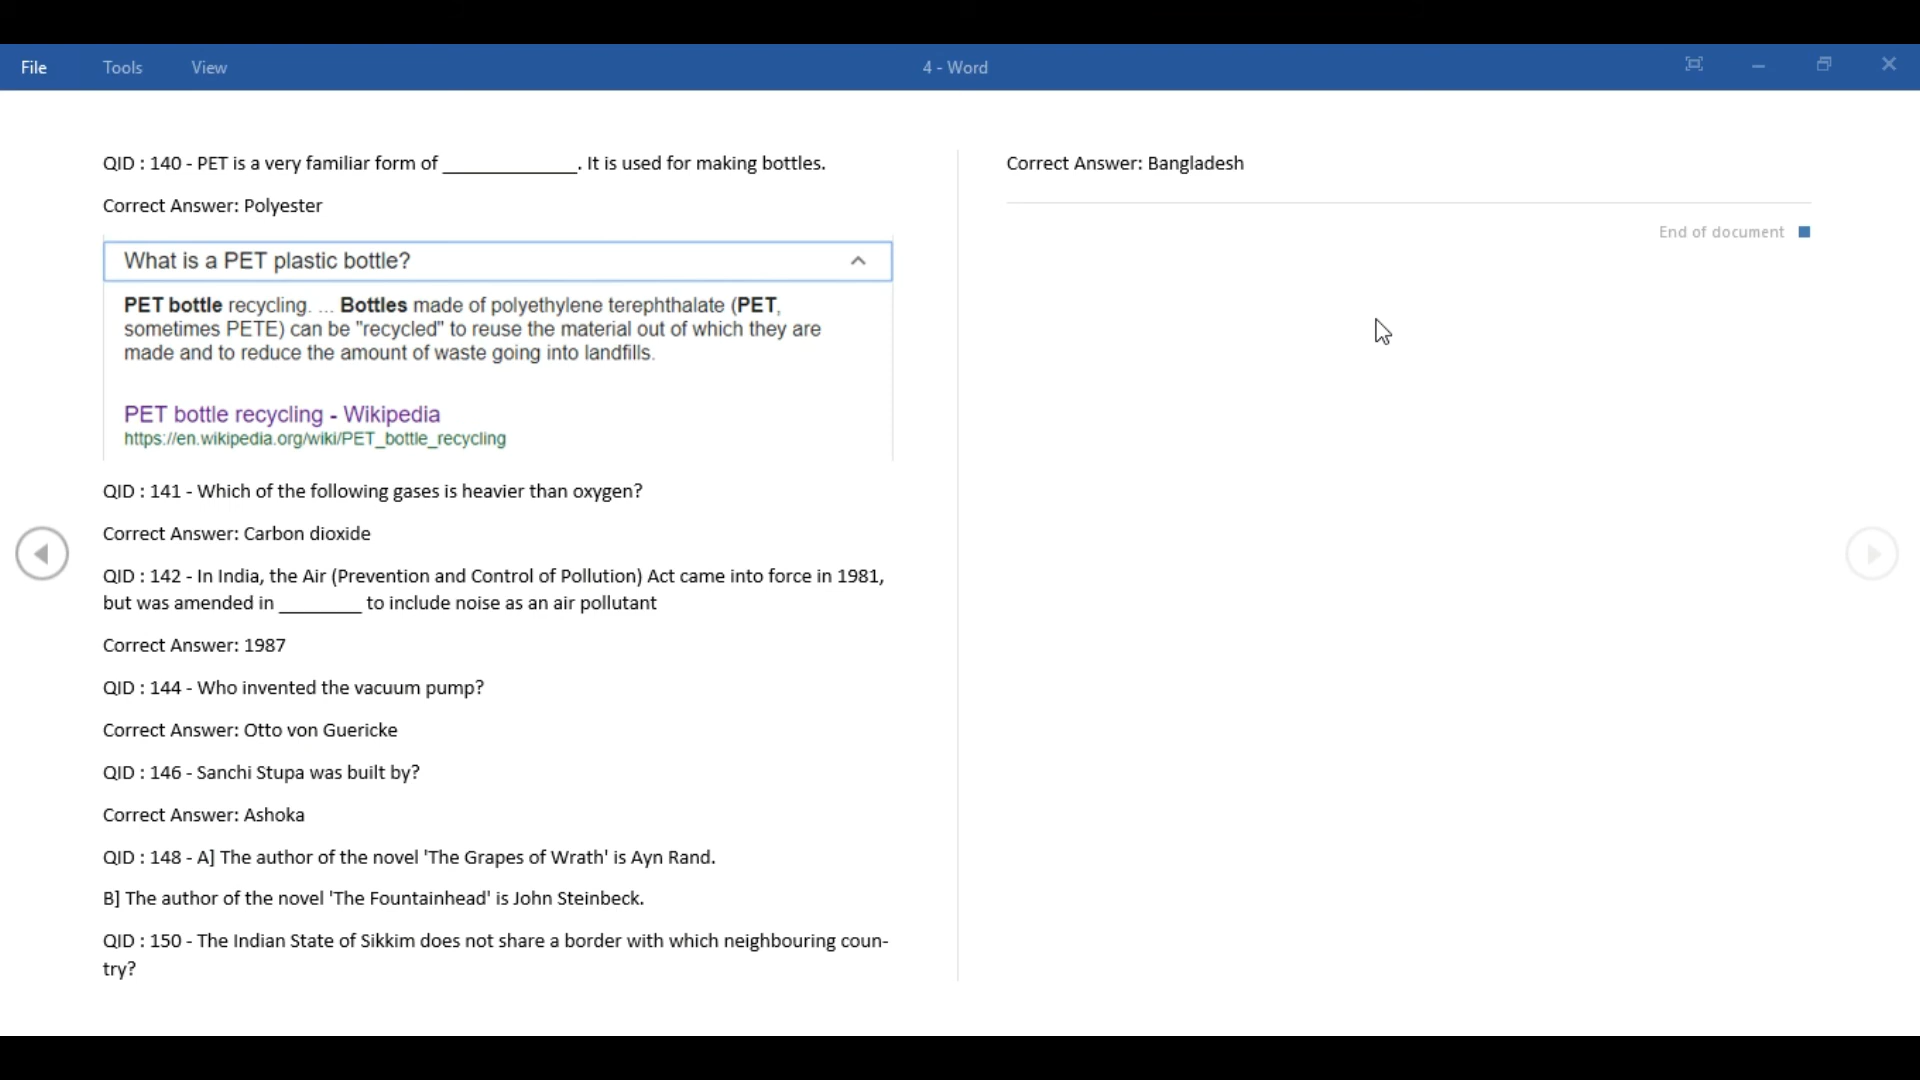 File Tools View 4 - Word
QID : 140 - PET is a very familiar form of ______________. It is used for making bottles.
Correct Answer: Polyester
What is a PET plastic bottle?
PET bottle recycling. ... Bottles made of polyethylene terephthalate (PET,
sometimes PETE) can be "recycled" to reuse the material out of which they are
made and to reduce the amount of waste going into landfills.
PET bottle recycling - Wikipedia
https://en.wikipedia.org/wiki/PET_bottle_recycling
QID : 141 - Which of the following gases is heavier than oxygen?
Correct Answer: Carbon dioxide
QID : 142 - In India, the Air (Prevention and Control of Pollution) Act came into force in 1981,
but was amended in _________ to include noise as an air pollutant
Correct Answer: 1987
QID : 144 - Who invented the vacuum pump?
Correct Answer: Otto von Guericke
QID : 146 - Sanchi Stupa was built by?
Correct Answer: Ashoka
QID : 148 - A] The author of the novel 'The Grapes of Wrath' is Ayn Rand.
B] The author of the novel 'The Fountainhead' is John Steinbeck.
QID : 150 - The Indian State of Sikkim does not share a border with which neighbouring coun-
try?
Correct Answer: Bangladesh
End of document